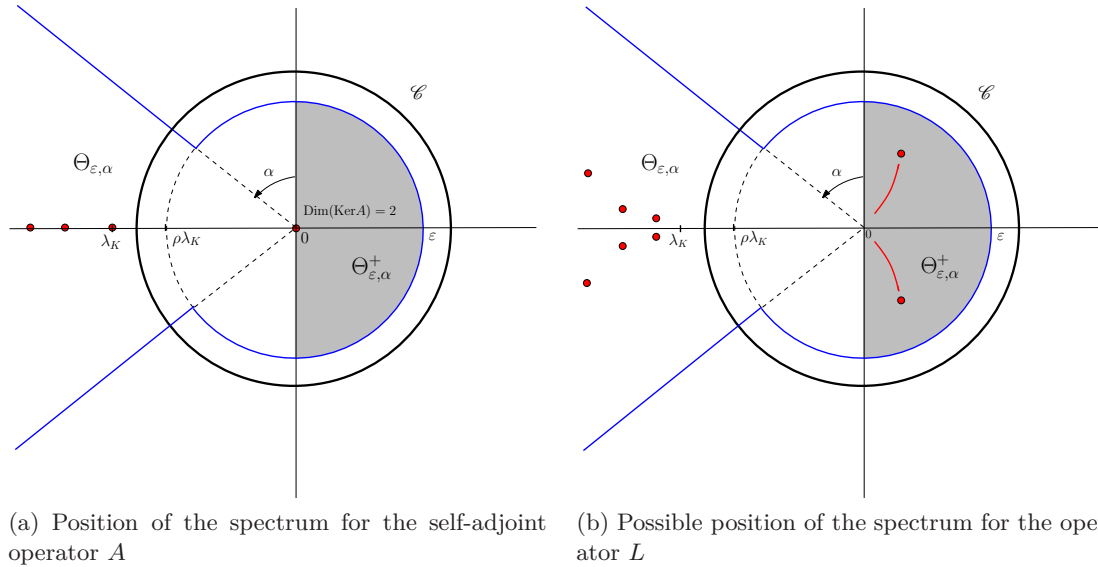 𝒞
Θ_{ε,α}
α
Dim(KerA) = 2
λ_K
ρλ_K
0
ε
Θ⁺_{ε,α}
(a) Position of the spectrum for the self-adjoint
operator A
𝒞
Θ_{ε,α}
α
λ_K
ρλ_K
0
ε
Θ⁺_{ε,α}
(b) Possible position of the spectrum for the ope
ator L